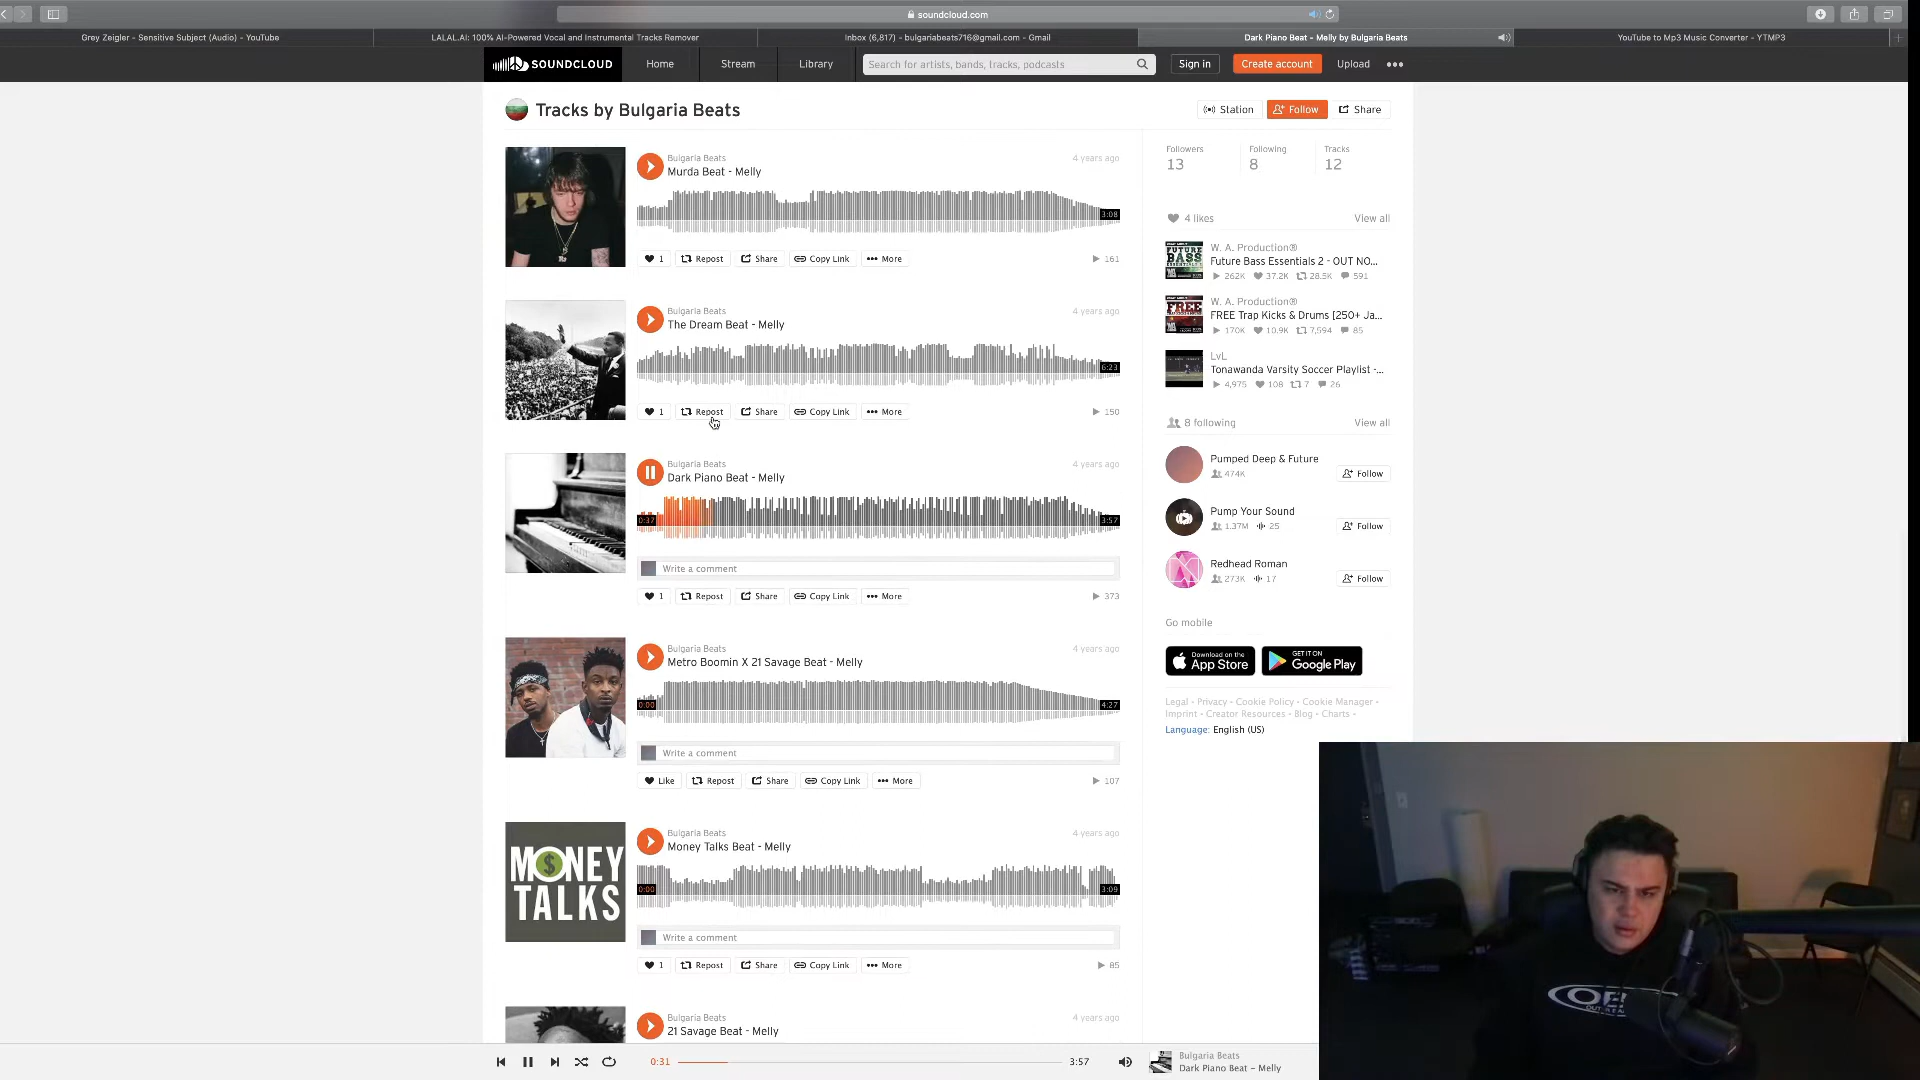 soundcloud.com
Grey Zeigler - Sensitive Subject (Audio) - YouTube
LALAL.AI: 100% AI-Powered Vocal and Instrumental Tracks Remover
Inbox (6,817) - bulgariabeats716@gmail.com - Gmail
Dark Piano Beat - Melly by Bulgaria Beats
YouTube to Mp3 Music Converter - YTMP3
SOUNDCLOUD
Home
Stream
Library
Search for artists, bands, tracks, podcasts
Sign in
Create account
Upload
Tracks by Bulgaria Beats
Station
Follow
Share
Bulgaria Beats
4 years ago
Murda Beat - Melly
3:08
1
Repost
Share
Copy Link
More
161
Bulgaria Beats
4 years ago
The Dream Beat - Melly
6:23
1
Repost
Share
Copy Link
More
150
Bulgaria Beats
4 years ago
Dark Piano Beat - Melly
0:37
3:57
Write a comment
1
Repost
Share
Copy Link
More
373
Bulgaria Beats
4 years ago
Metro Boomin X 21 Savage Beat - Melly
0:00
4:27
Write a comment
Like
Repost
Share
Copy Link
More
107
MONEY
TALKS
Bulgaria Beats
4 years ago
Money Talks Beat - Melly
0:00
3:09
Write a comment
1
Repost
Share
Copy Link
More
85
Bulgaria Beats
4 years ago
21 Savage Beat - Melly
Followers
13
Following
8
Tracks
12
4 likes
View all
FUTURE
BASS
W. A. Production®
Future Bass Essentials 2 - OUT NO...
262K
37.2K
28.5K
591
FREE
W. A. Production®
FREE Trap Kicks & Drums [250+ Ja...
170K
10.9K
7,594
85
LvL
Tonawanda Varsity Soccer Playlist -...
4,975
108
7
26
8 following
View all
Pumped Deep & Future
474K
Follow
Pump Your Sound
1.37M
25
Follow
Redhead Roman
273K
17
Follow
Go mobile
Download on the
App Store
GET IT ON
Google Play
Legal - Privacy - Cookie Policy - Cookie Manager -
Imprint - Creator Resources - Blog - Charts -
Language: English (US)
0:31
3:57
Bulgaria Beats
Dark Piano Beat - Melly